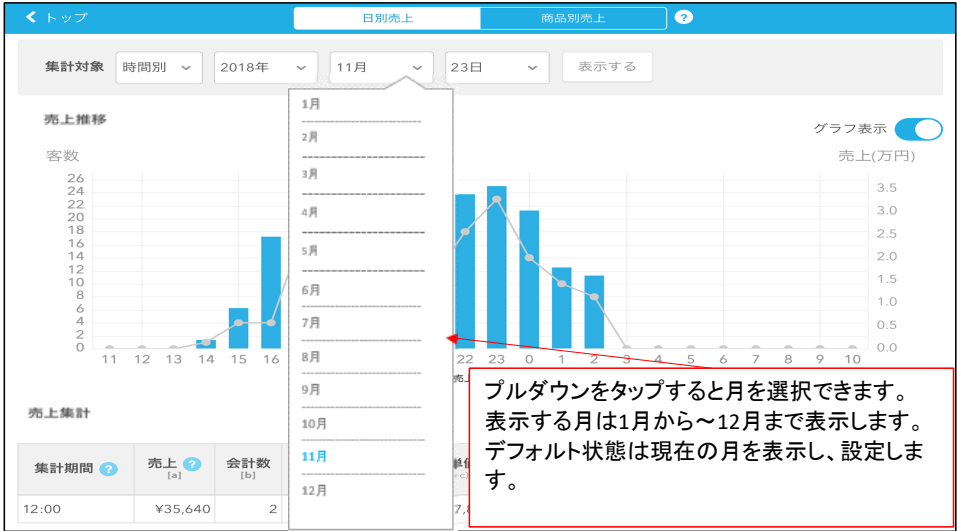 トップ
日別売上
商品別売上
?
集計対象 時間別 2018年 11月 23日 表示する
売上推移
グラフ表示
客数
売上(万円)
26
24
22
20
18
16
14
12
10
8
6
4
2
0
3.5
3.0
2.5
2.0
1.5
1.0
0.5
0.0
11 12 13 14 15 16 22 23 0 1 2 3 4 5 6 7 8 9 10
1月
2月
3月
4月
5月
6月
7月
8月
9月
10月
11月
12月
プルダウンをタップすると月を選択できます。
表示する月は1月から～12月まで表示します。
デフォルト状態は現在の月を表示し、設定しま
す。
売上集計
集計期間 ? 売上 ? 会計数
[a] [b]
12:00 ¥35,640 2